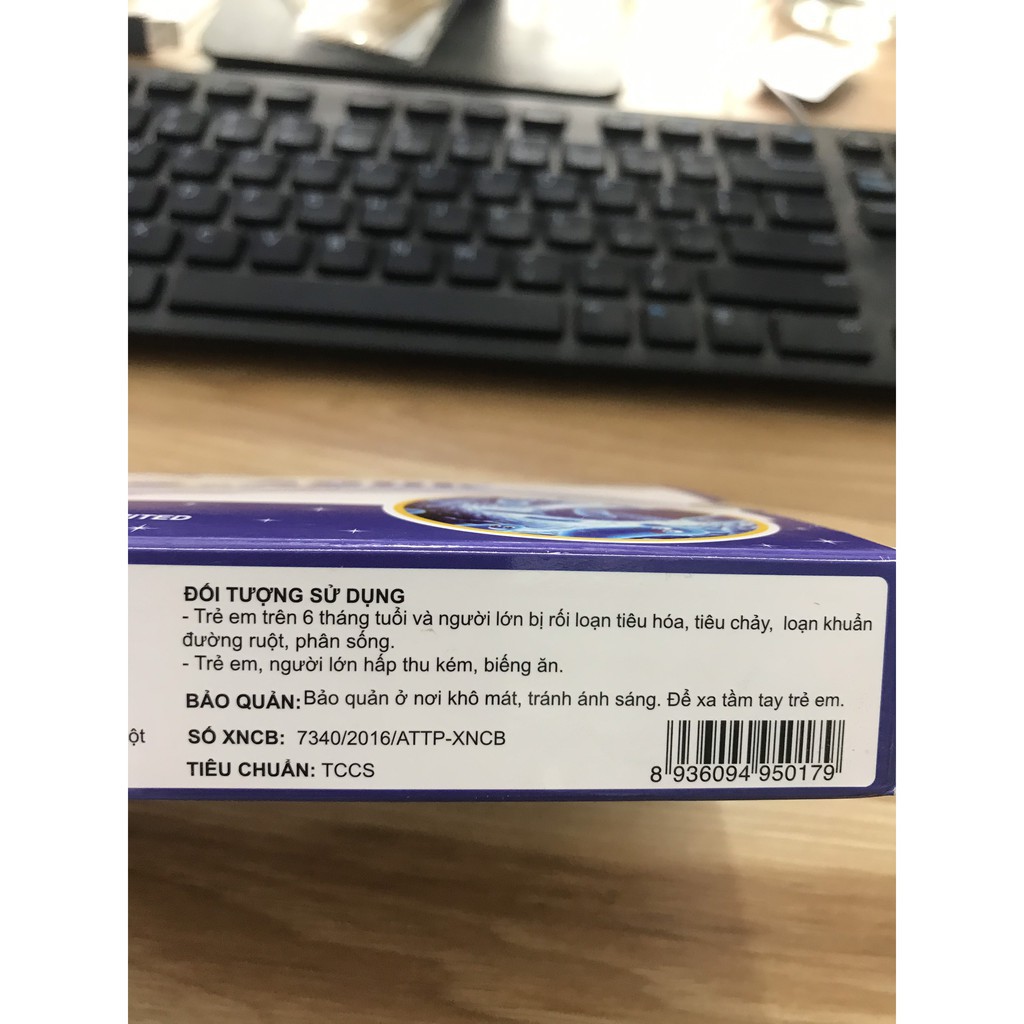 ĐỐI TƯỢNG SỬ DỤNG
- Trẻ em trên 6 tháng tuổi và người lớn bị rối loạn tiêu hóa, tiêu chảy, loạn khuẩn
đường ruột, phân sống.
- Trẻ em, người lớn hấp thu kém, biếng ăn.
BẢO QUẢN: Bảo quản ở nơi khô mát, tránh ánh sáng. Để xa tầm tay trẻ em.
ột SỐ XNCB: 7340/2016/ATTP-XNCB
TIÊU CHUẨN: TCCS
8 936094 950179